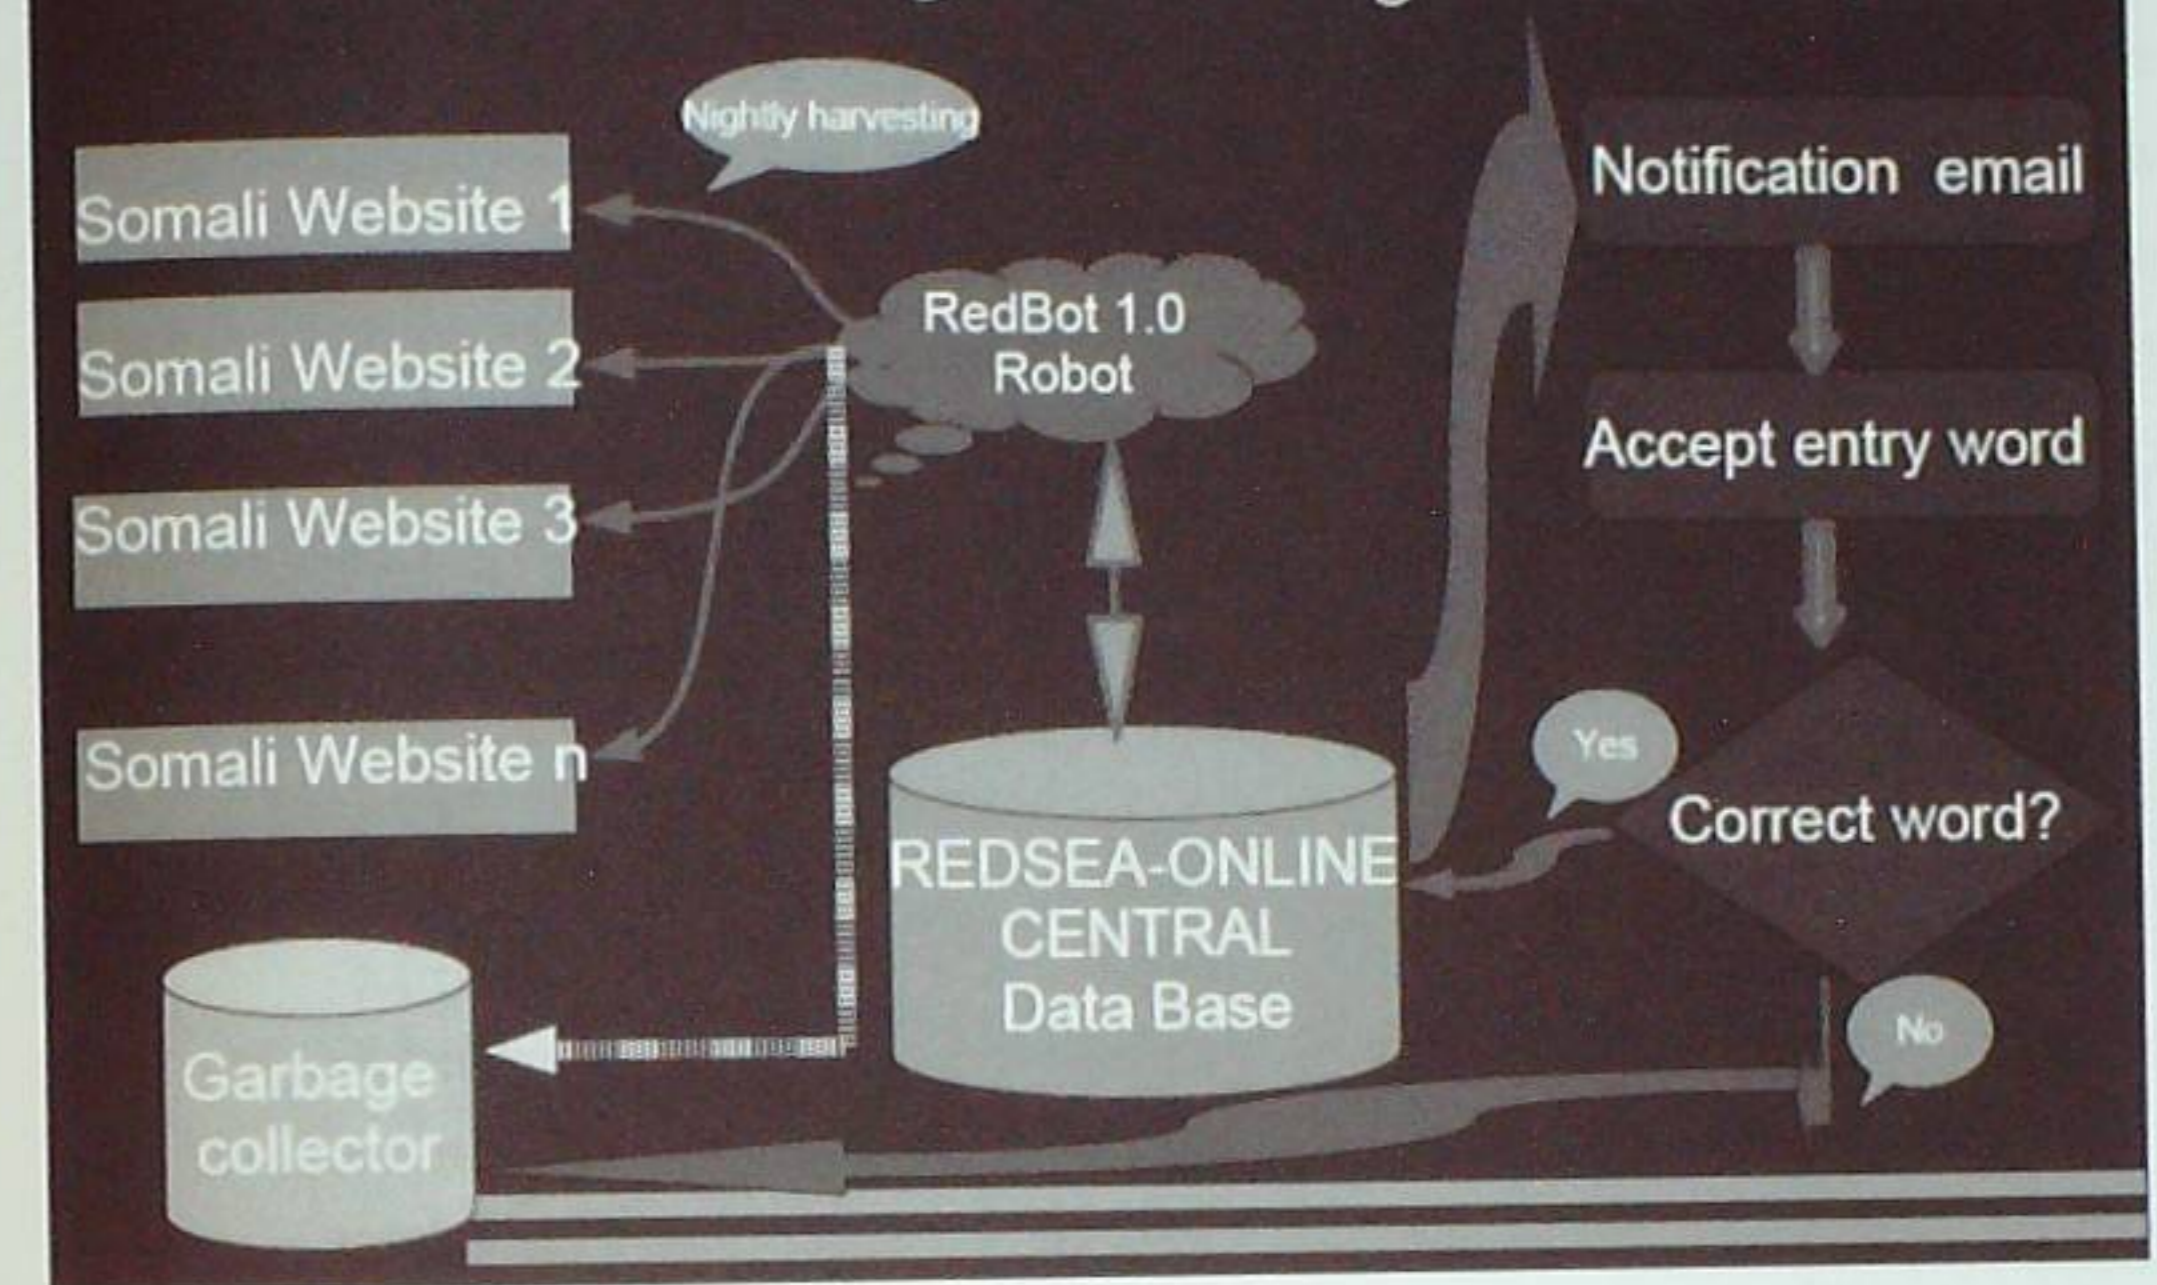 Nightly harvesting
Somali Website 1
Somali Website 2
Somali Website 3
Somali Website n
RedBot 1.0
Robot
REDSEA-ONLINE
CENTRAL
Data Base
Garbage
collector
Notification email
Accept entry word
Correct word?
Yes
No